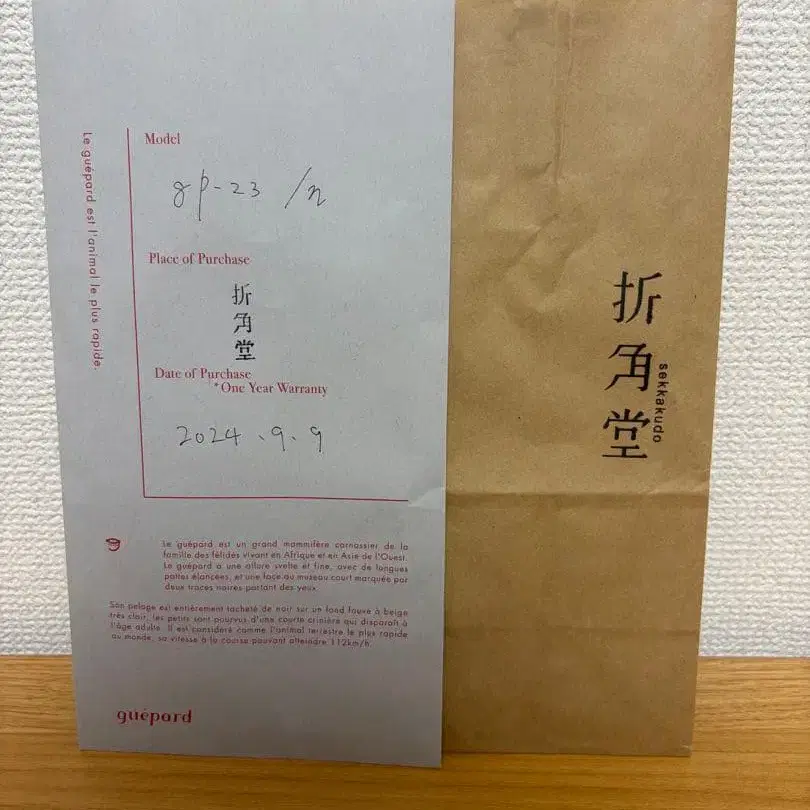 Le guépard est l'animal le plus rapide.
Model
gp-23 /n
Place of Purchase
折角堂
Date of Purchase
*One Year Warranty
2024.9.9
Le guépard est un grand mammifère carnassier de la
famille des félidés vivant en Afrique et en Asie de l'Ouest.
Le guépard a une allure svelte et fine, avec de longues
pattes élancées, et une face au museau court marquée par
deux traces noires partant des yeux.
Son pelage est entièrement tacheté de noir sur un fond fauve à beige
très clair, les petits sont pourvus d'une courte crinière qui disparaît à
l'âge adulte. Il est considéré comme l'animal terrestre le plus rapide
au monde, sa vitesse à la course pouvant atteindre 112km/h
guépard
折角堂
sekkakudo